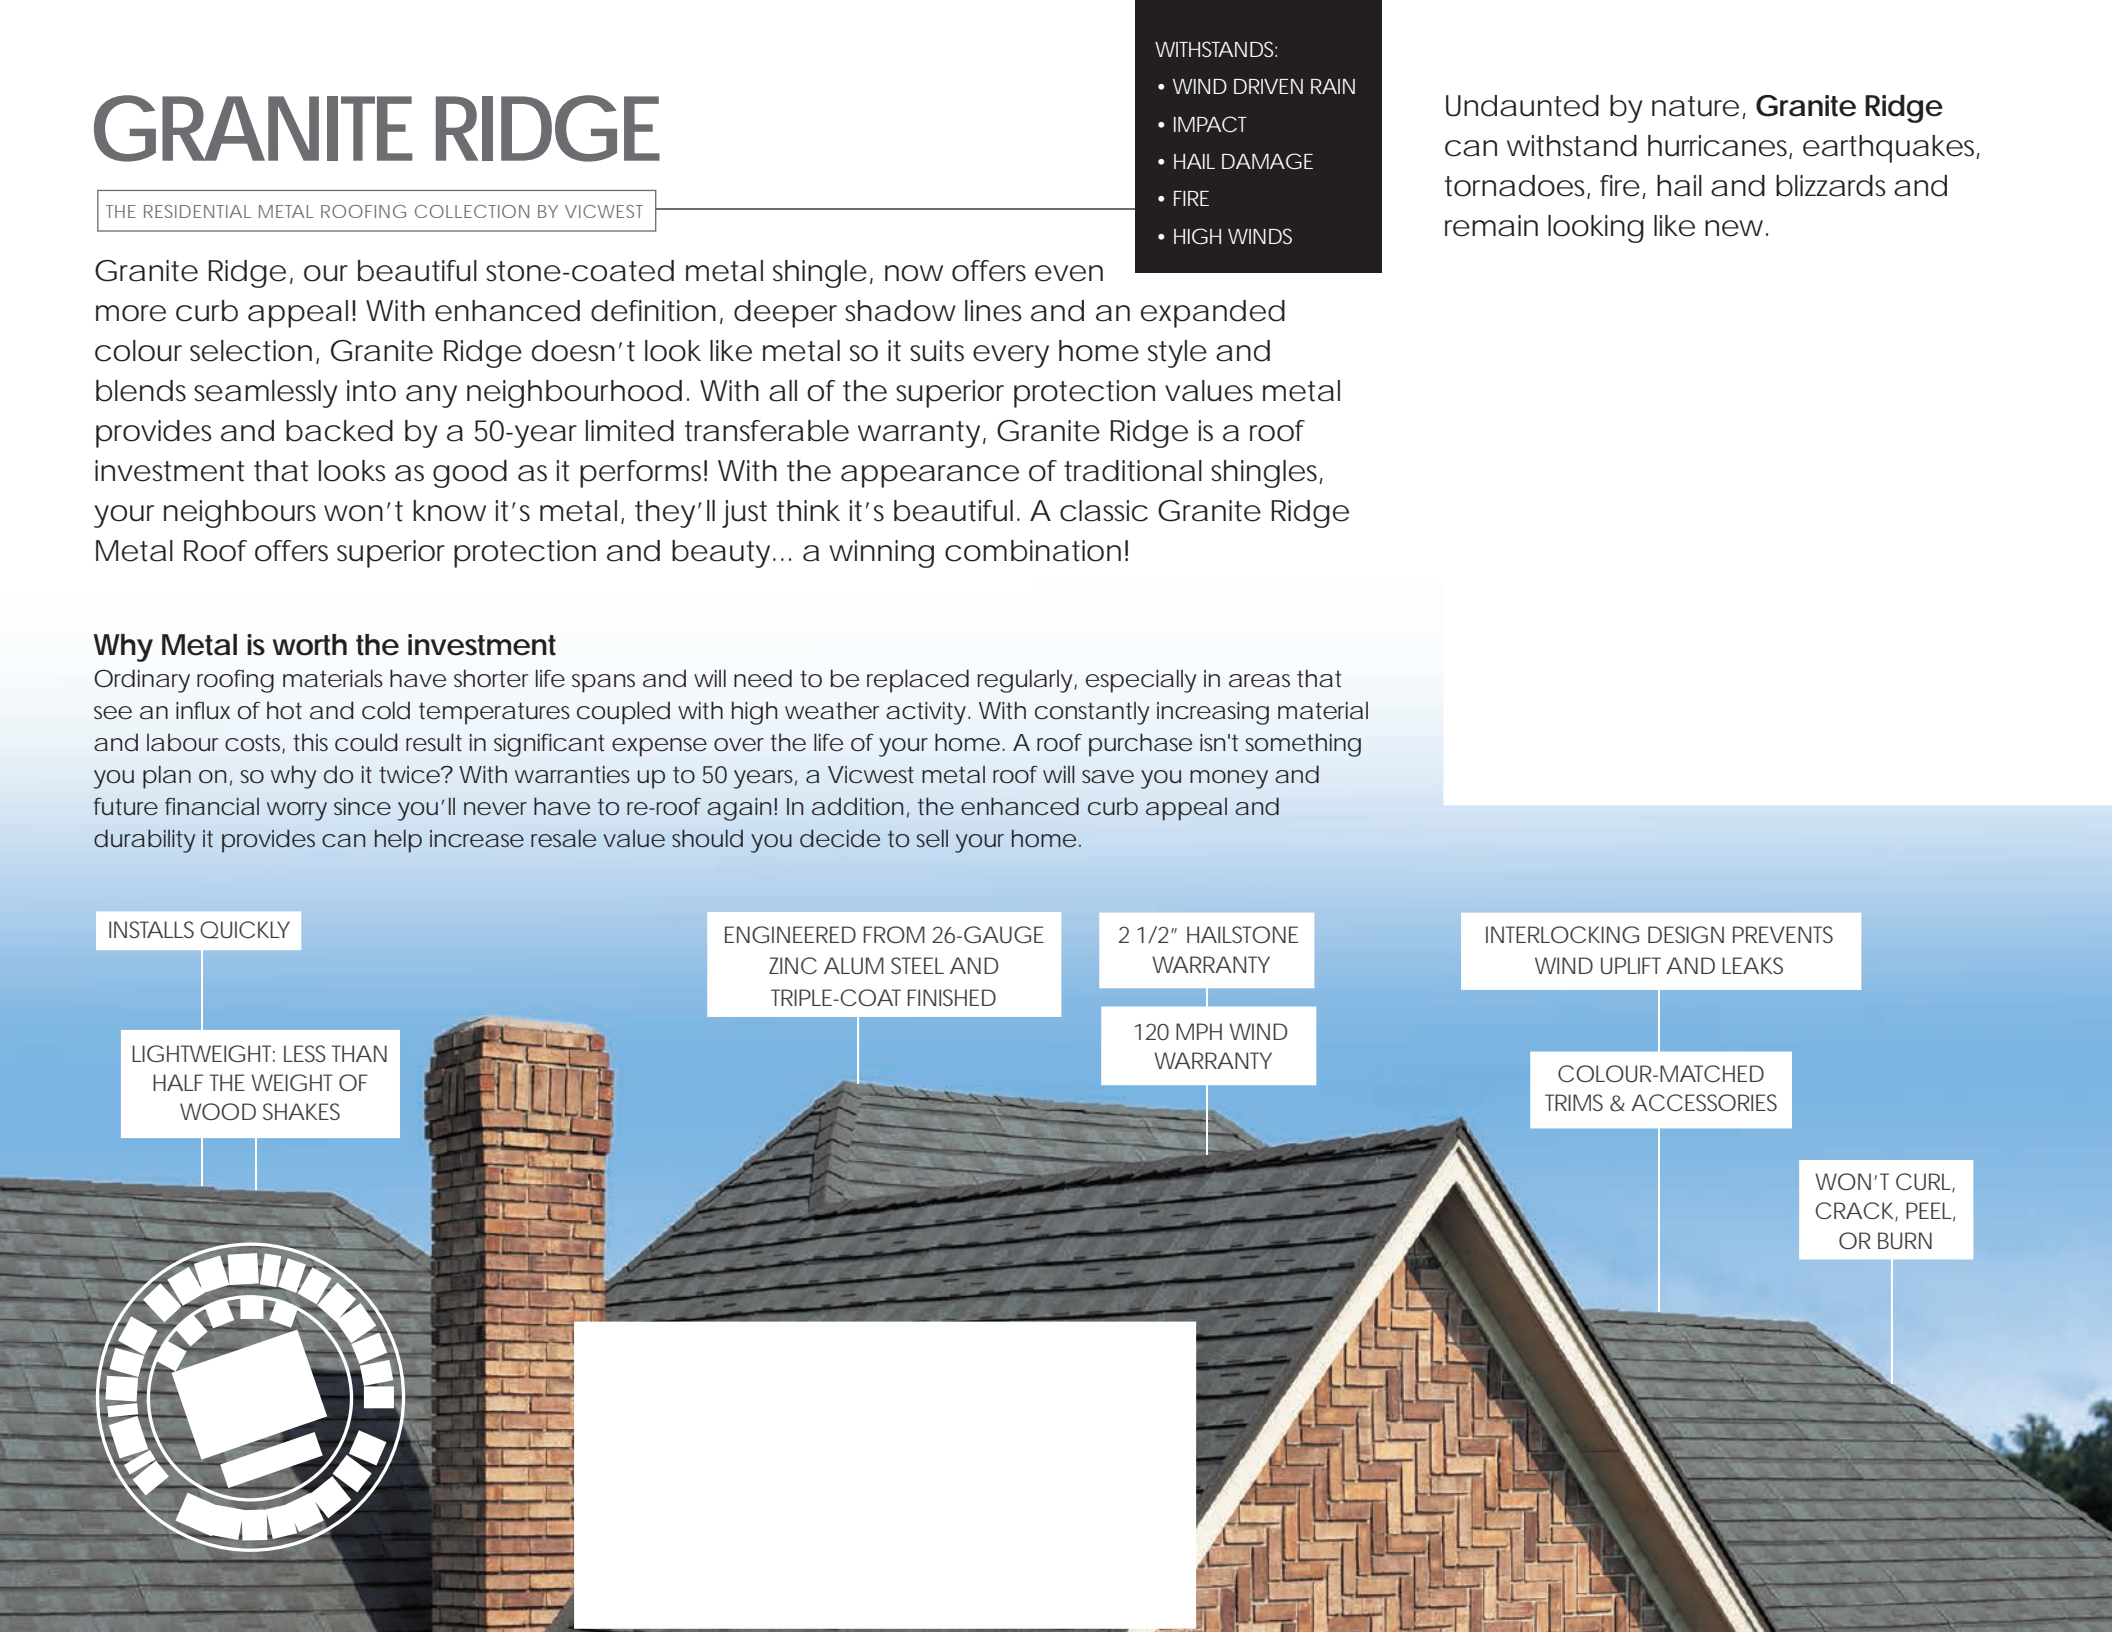 GRANITE RIDGE
THE RESIDENTIAL METAL ROOFING COLLECTION BY VICWEST
WITHSTANDS:
• WIND DRIVEN RAIN
• IMPACT
• HAIL DAMAGE
• FIRE
• HIGH WINDS
Undaunted by nature, Granite Ridge
can withstand hurricanes, earthquakes,
tornadoes, fire, hail and blizzards and
remain looking like new.
Granite Ridge, our beautiful stone-coated metal shingle, now offers even
more curb appeal! With enhanced definition, deeper shadow lines and an expanded
colour selection, Granite Ridge doesn’t look like metal so it suits every home style and
blends seamlessly into any neighbourhood. With all of the superior protection values metal
provides and backed by a 50-year limited transferable warranty, Granite Ridge is a roof
investment that looks as good as it performs! With the appearance of traditional shingles,
your neighbours won’t know it’s metal, they’ll just think it’s beautiful. A classic Granite Ridge
Metal Roof offers superior protection and beauty... a winning combination!
Why Metal is worth the investment
Ordinary roofing materials have shorter life spans and will need to be replaced regularly, especially in areas that
see an influx of hot and cold temperatures coupled with high weather activity. With constantly increasing material
and labour costs, this could result in significant expense over the life of your home. A roof purchase isn't something
you plan on, so why do it twice? With warranties up to 50 years, a Vicwest metal roof will save you money and
future financial worry since you’ll never have to re-roof again! In addition, the enhanced curb appeal and
durability it provides can help increase resale value should you decide to sell your home.
INSTALLS QUICKLY
LIGHTWEIGHT: LESS THAN
HALF THE WEIGHT OF
WOOD SHAKES
ENGINEERED FROM 26-GAUGE
ZINC ALUM STEEL AND
TRIPLE-COAT FINISHED
2 1/2” HAILSTONE
WARRANTY
120 MPH WIND
WARRANTY
INTERLOCKING DESIGN PREVENTS
WIND UPLIFT AND LEAKS
COLOUR-MATCHED
TRIMS & ACCESSORIES
WON’T CURL,
CRACK, PEEL,
OR BURN